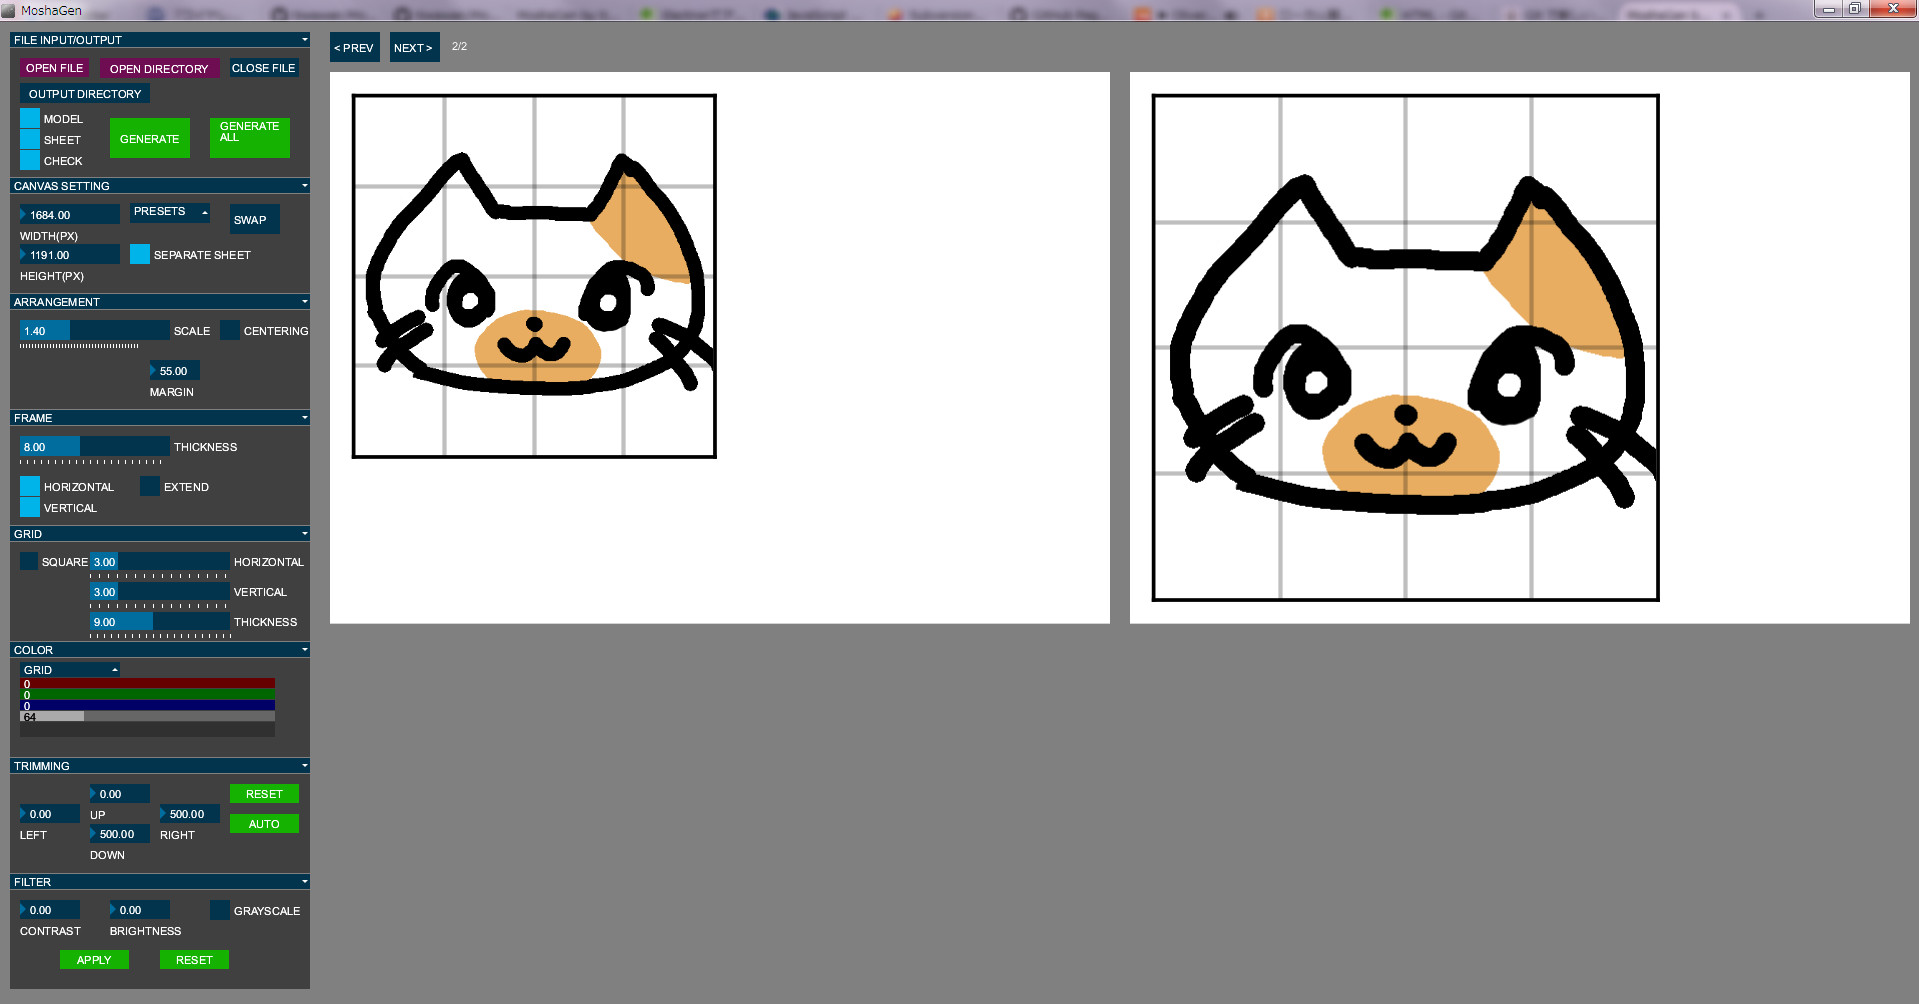 MoshaGen
FILE INPUT/OUTPUT
OPEN FILE
OPEN DIRECTORY
CLOSE FILE
OUTPUT DIRECTORY
MODEL
SHEET
CHECK
GENERATE
GENERATE
ALL
CANVAS SETTING
1684.00
PRESETS
SWAP
WIDTH(PX)
1191.00
SEPARATE SHEET
HEIGHT(PX)
ARRANGEMENT
1.40
SCALE
CENTERING
55.00
MARGIN
FRAME
8.00
THICKNESS
HORIZONTAL
EXTEND
VERTICAL
GRID
SQUARE
3.00
HORIZONTAL
3.00
VERTICAL
9.00
THICKNESS
COLOR
GRID
0
0
0
64
TRIMMING
0.00
UP
0.00
LEFT
500.00
RIGHT
500.00
DOWN
RESET
AUTO
FILTER
0.00
CONTRAST
0.00
BRIGHTNESS
GRAYSCALE
APPLY
RESET
< PREV
NEXT >
2/2